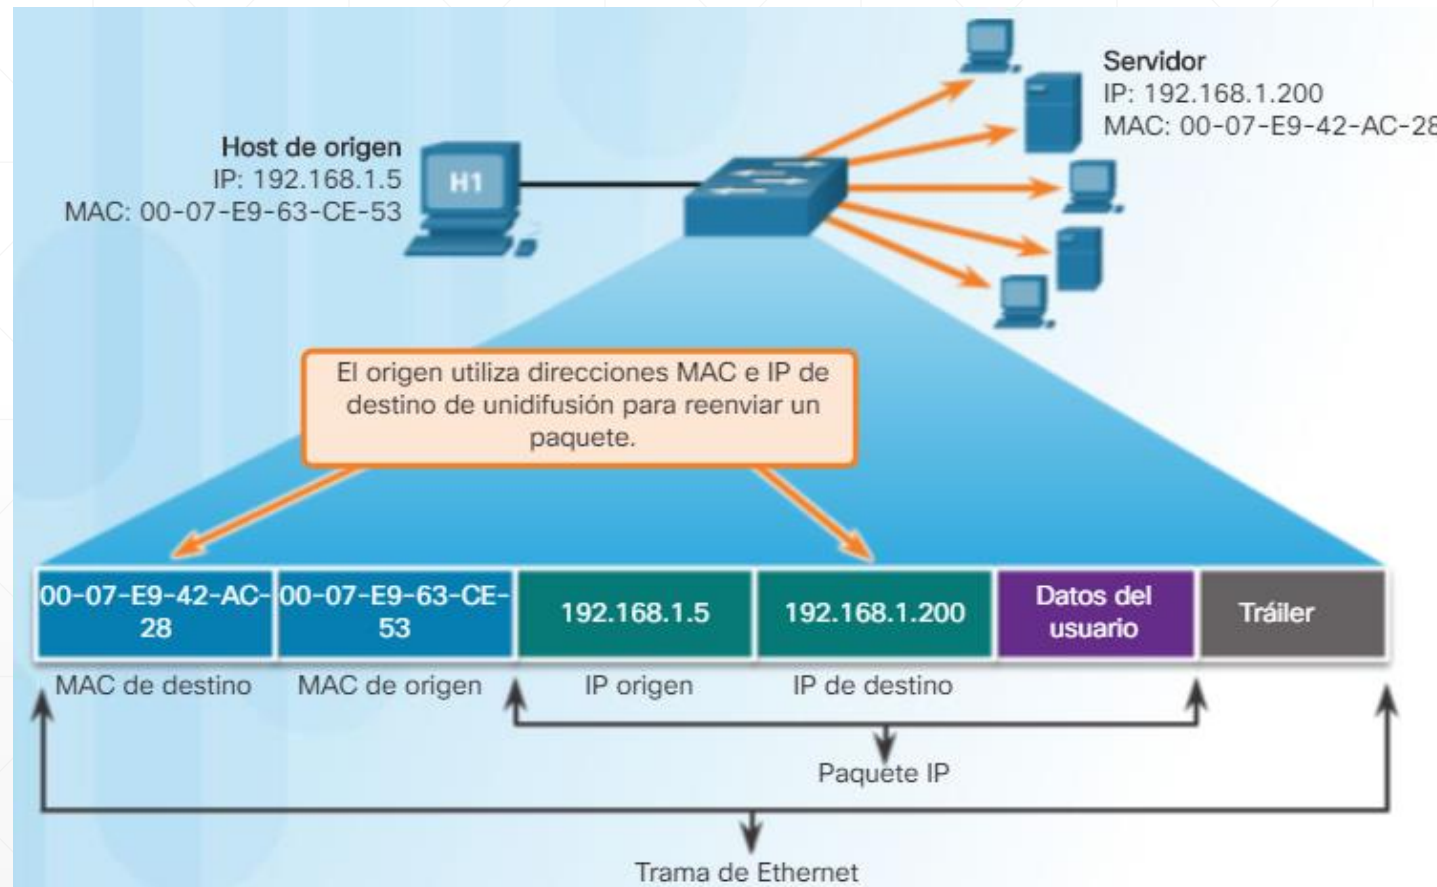 Servidor
IP: 192.168.1.200
MAC: 00-07-E9-42-AC-28
Host de origen
IP: 192.168.1.5
MAC: 00-07-E9-63-CE-53
H1
El origen utiliza direcciones MAC e IP de
destino de unidifusión para reenviar un
paquete.
00-07-E9-42-AC-
28
00-07-E9-63-CE-
53
192.168.1.5
192.168.1.200
Datos del
usuario
Tráiler
MAC de destino
MAC de origen
IP origen
IP de destino
Paquete IP
Trama de Ethernet